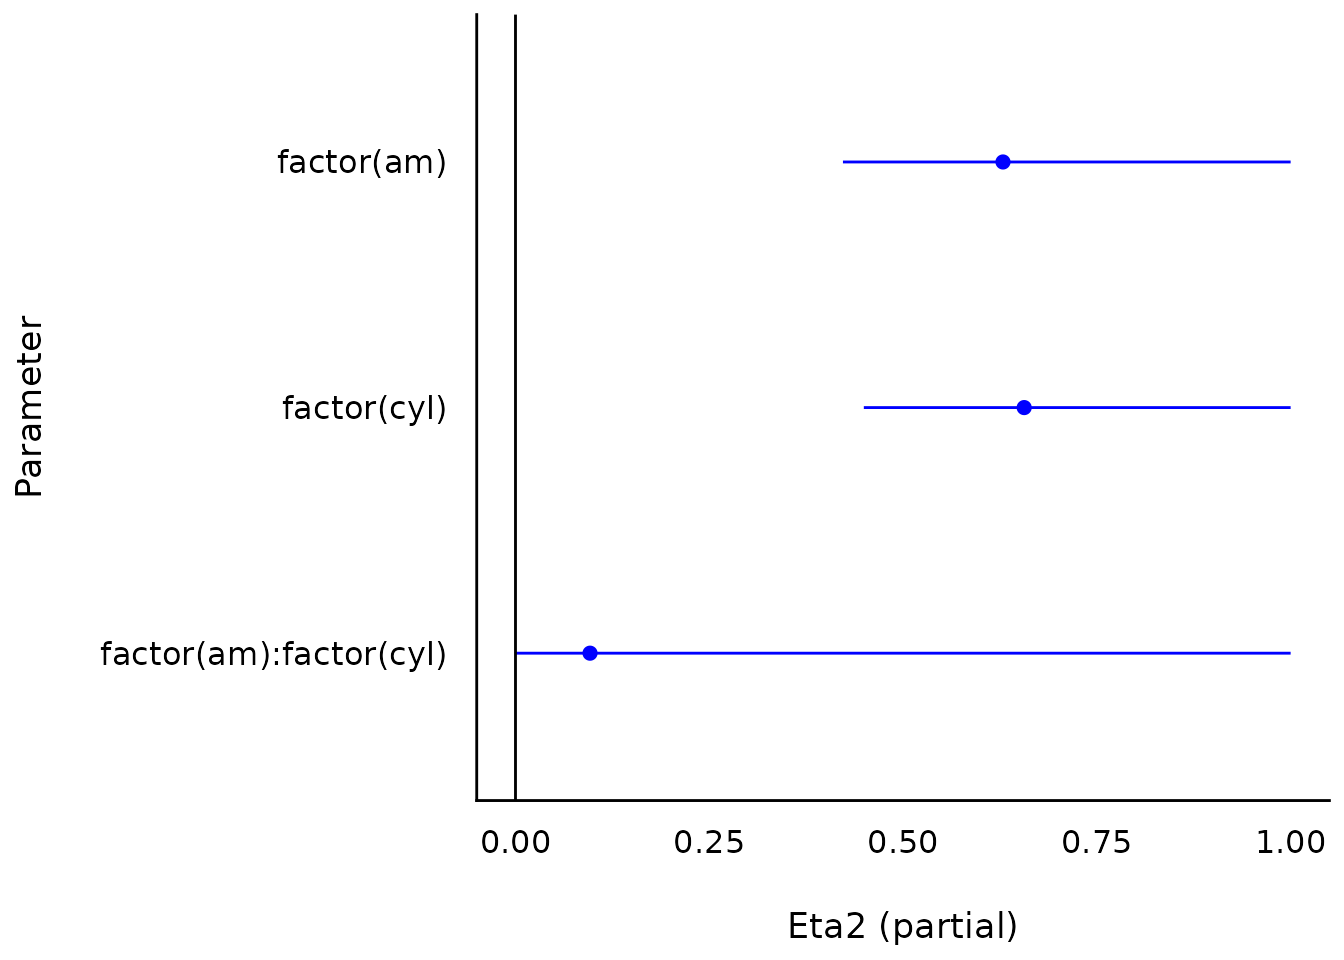 factor(am)
factor(cyl)
factor(am):factor(cyl)
Parameter
0.00 0.25 0.50 0.75 1.00
Eta2 (partial)